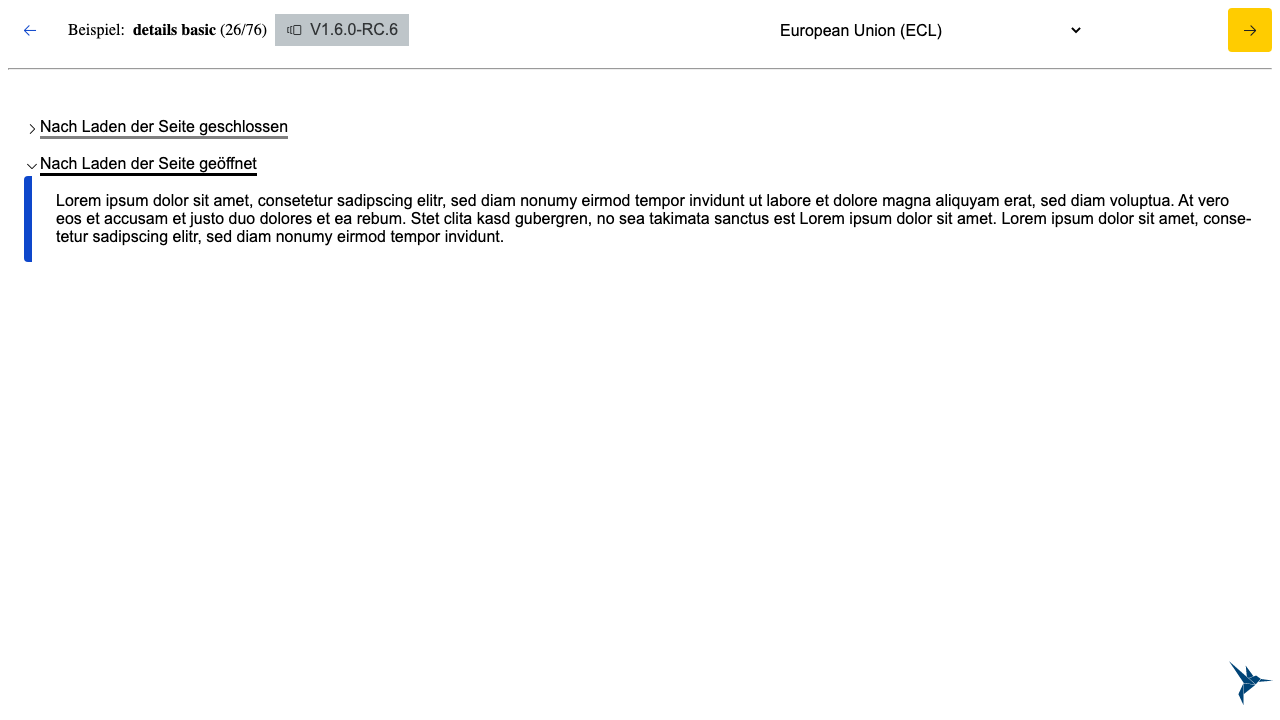 Beispiel: details basic (26/76) V1.6.0-RC.6 European Union (ECL)
Nach Laden der Seite geschlossen
Nach Laden der Seite geöffnet
Lorem ipsum dolor sit amet, consetetur sadipscing elitr, sed diam nonumy eirmod tempor invidunt ut labore et dolore magna aliquyam erat, sed diam voluptua. At vero
eos et accusam et justo duo dolores et ea rebum. Stet clita kasd gubergren, no sea takimata sanctus est Lorem ipsum dolor sit amet. Lorem ipsum dolor sit amet, conse-
tetur sadipscing elitr, sed diam nonumy eirmod tempor invidunt.